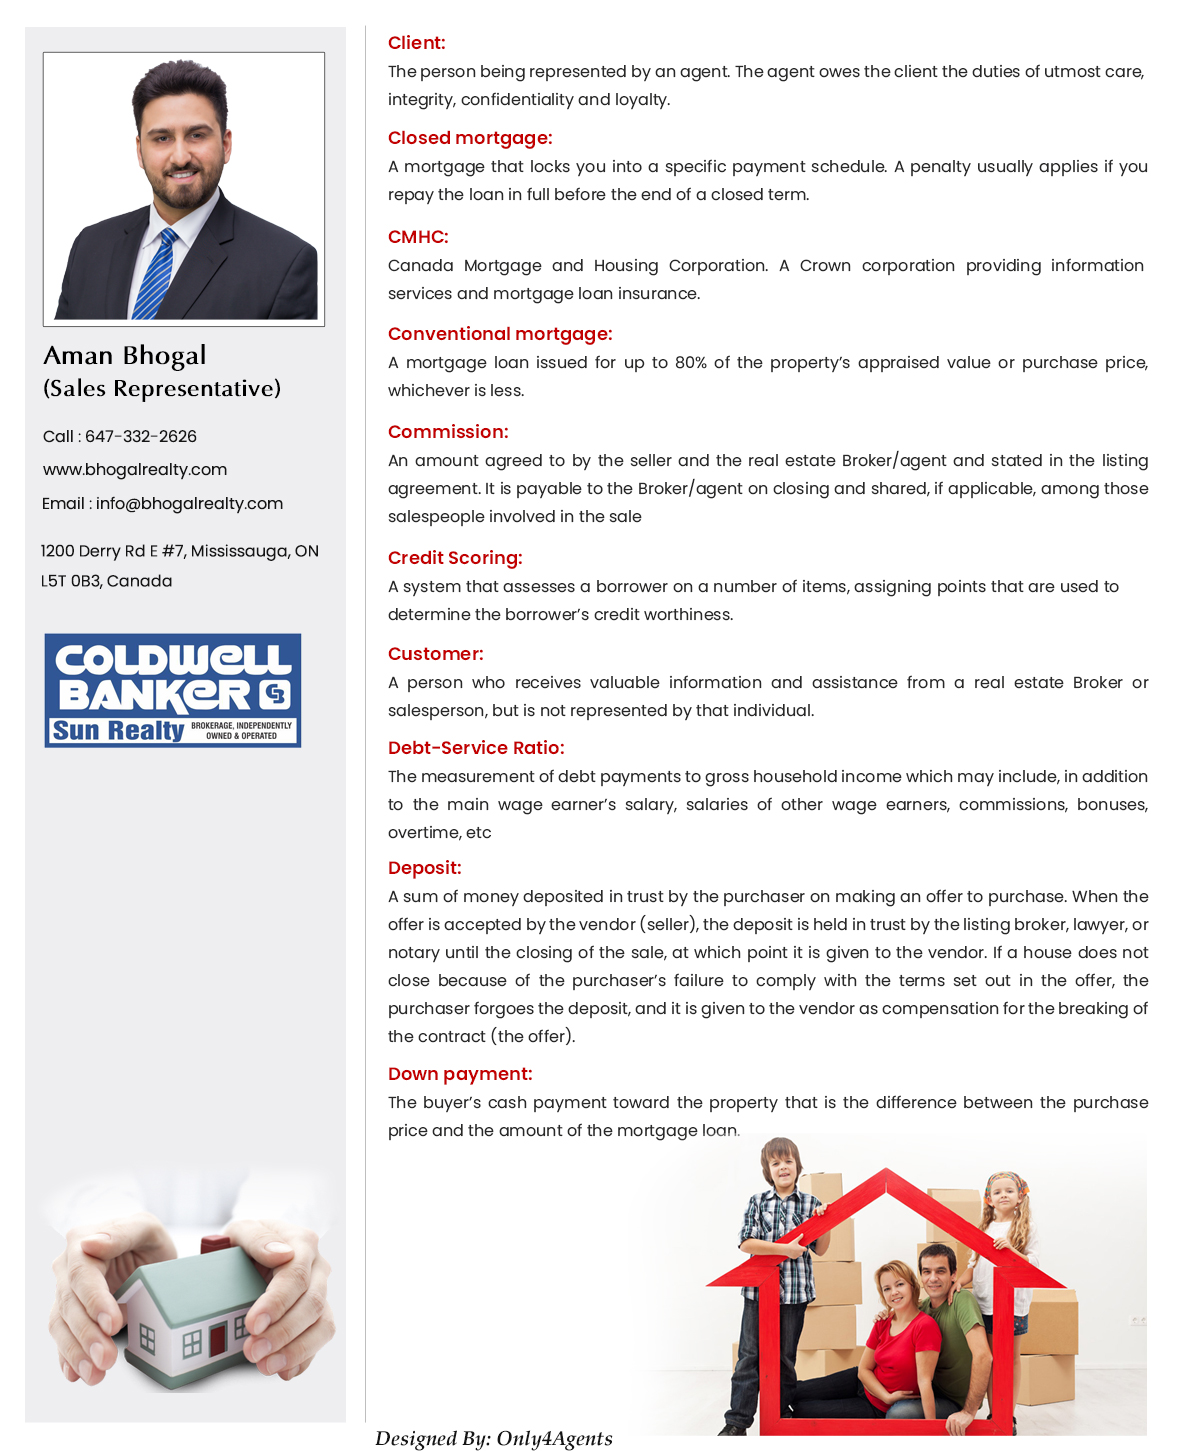 Aman Bhogal
(Sales Representative)
Call : 647-332-2626
www.bhogalrealty.com
Email : info@bhogalrealty.com
1200 Derry Rd E #7, Mississauga, ON
L5T 0B3, Canada
COLDWELL
BANKER CB
Sun Realty
BROKERAGE, INDEPENDENTLY
OWNED & OPERATED
Client:
The person being represented by an agent. The agent owes the client the duties of utmost care,
integrity, confidentiality and loyalty.
Closed mortgage:
A mortgage that locks you into a specific payment schedule. A penalty usually applies if you
repay the loan in full before the end of a closed term.
CMHC:
Canada Mortgage and Housing Corporation. A Crown corporation providing information
services and mortgage loan insurance.
Conventional mortgage:
A mortgage loan issued for up to 80% of the property’s appraised value or purchase price,
whichever is less.
Commission:
An amount agreed to by the seller and the real estate Broker/agent and stated in the listing
agreement. It is payable to the Broker/agent on closing and shared, if applicable, among those
salespeople involved in the sale
Credit Scoring:
A system that assesses a borrower on a number of items, assigning points that are used to
determine the borrower’s credit worthiness.
Customer:
A person who receives valuable information and assistance from a real estate Broker or
salesperson, but is not represented by that individual.
Debt-Service Ratio:
The measurement of debt payments to gross household income which may include, in addition
to the main wage earner’s salary, salaries of other wage earners, commissions, bonuses,
overtime, etc
Deposit:
A sum of money deposited in trust by the purchaser on making an offer to purchase. When the
offer is accepted by the vendor (seller), the deposit is held in trust by the listing broker, lawyer, or
notary until the closing of the sale, at which point it is given to the vendor. If a house does not
close because of the purchaser’s failure to comply with the terms set out in the offer, the
purchaser forgoes the deposit, and it is given to the vendor as compensation for the breaking of
the contract (the offer).
Down payment:
The buyer’s cash payment toward the property that is the difference between the purchase
price and the amount of the mortgage loan.
Designed By: Only4Agents